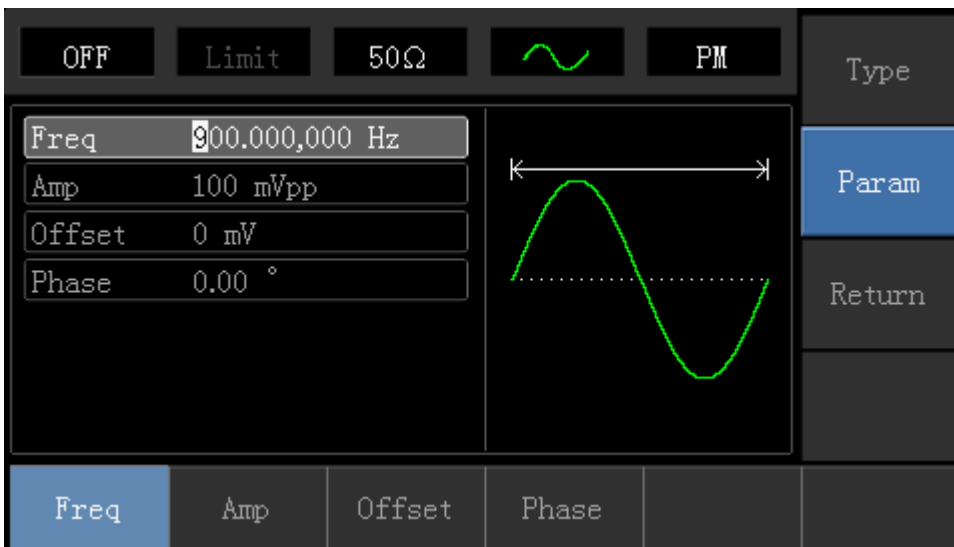 OFF Limit 50Ω PM
Type
Freq 900.000,000 Hz
Amp 100 mVpp
Param
Offset 0 mV
Phase 0.00 °
Return
Freq Amp Offset Phase